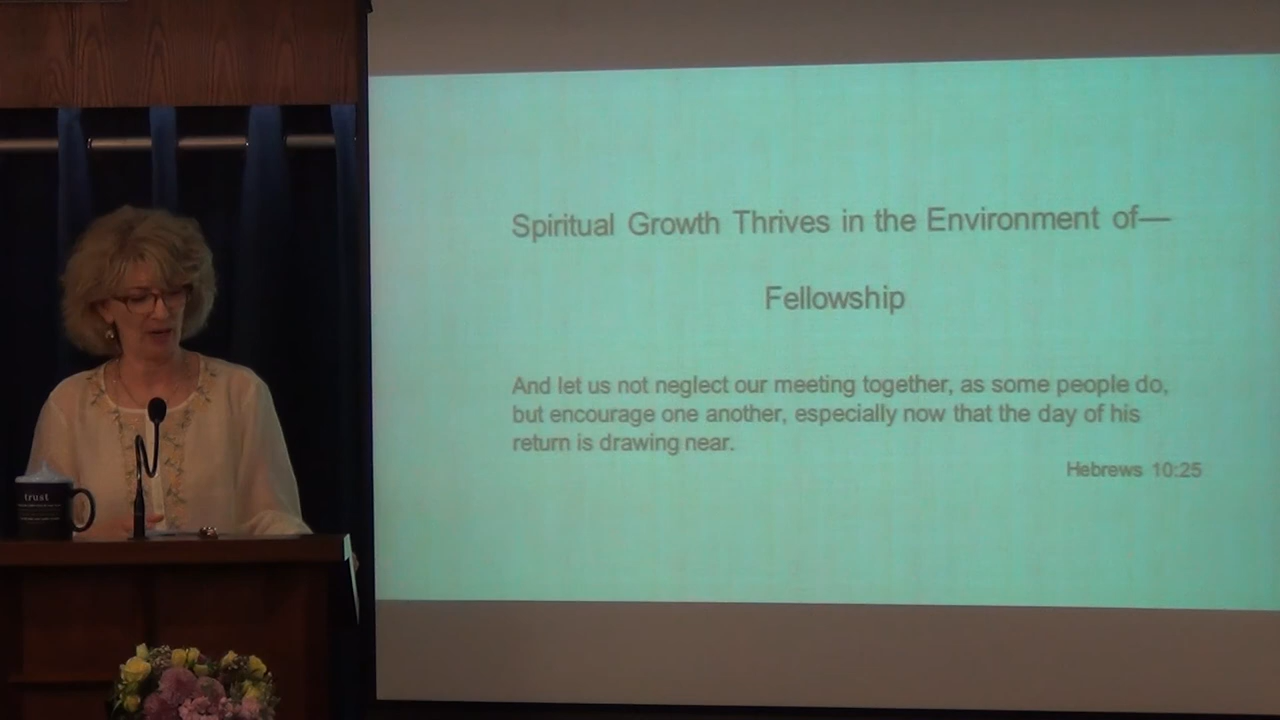 Spiritual Growth Thrives in the Environment of—
Fellowship
And let us not neglect our meeting together, as some people do,
but encourage one another, especially now that the day of his
return is drawing near.
Hebrews 10:25
trust